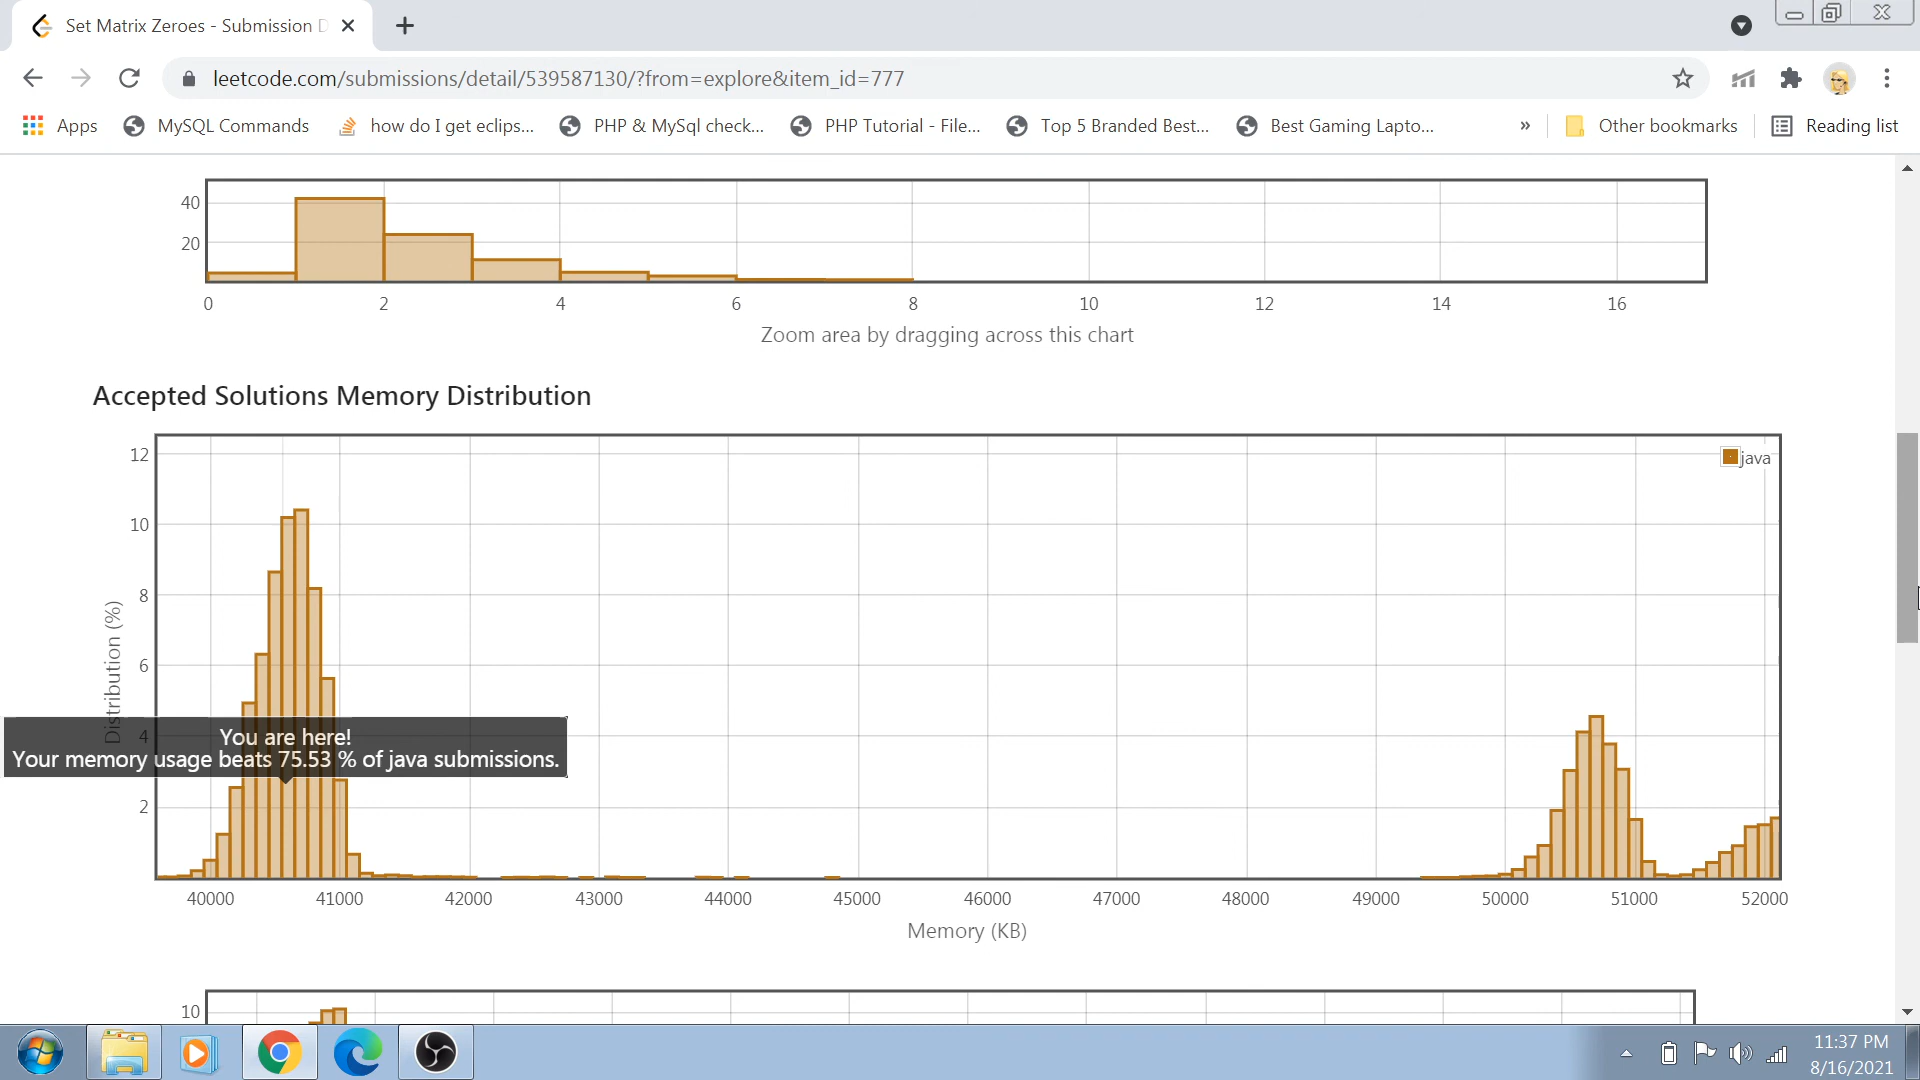 Set Matrix Zeroes - Submission D
leetcode.com/submissions/detail/539587130/?from=explore&item_id=777
Apps MySQL Commands how do I get eclips... PHP & MySql check... PHP Tutorial - File... Top 5 Branded Best... Best Gaming Lapto... » Other bookmarks Reading list
40
20
0 2 4 6 8 10 12 14 16
Zoom area by dragging across this chart
Accepted Solutions Memory Distribution
12
java
10
8
6
Distribution (%)
4
You are here!
Your memory usage beats 75.53 % of java submissions.
2
40000 41000 42000 43000 44000 45000 46000 47000 48000 49000 50000 51000 52000
Memory (KB)
10
11:37 PM
8/16/2021